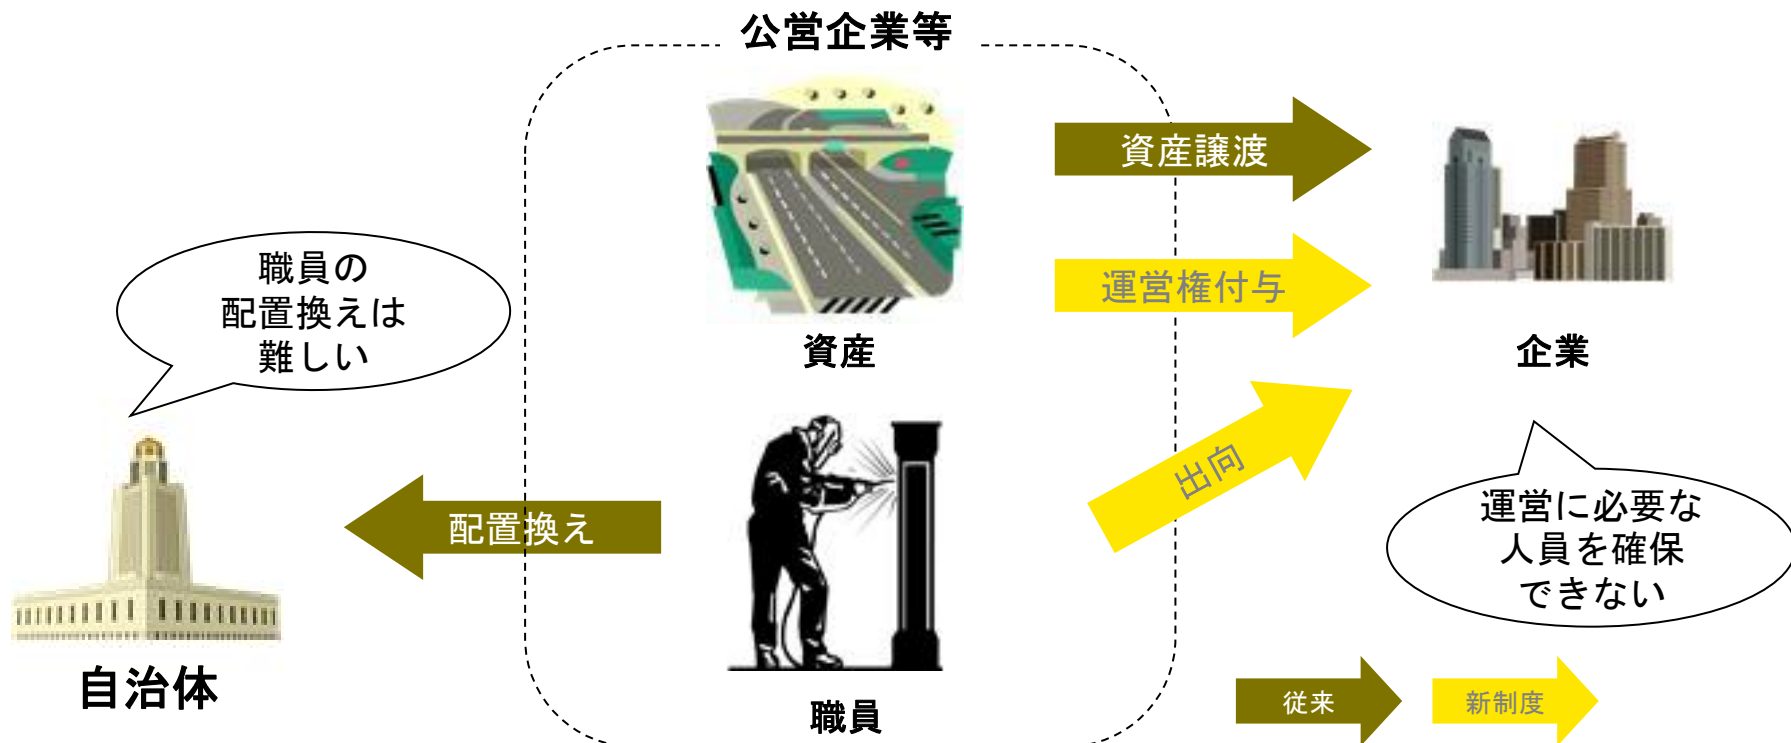 公営企業等
資産譲渡
運営権付与
資産
企業
職員の
配置換えは
難しい
出向
配置換え
運営に必要な
人員を確保
できない
自治体
職員
従来
新制度